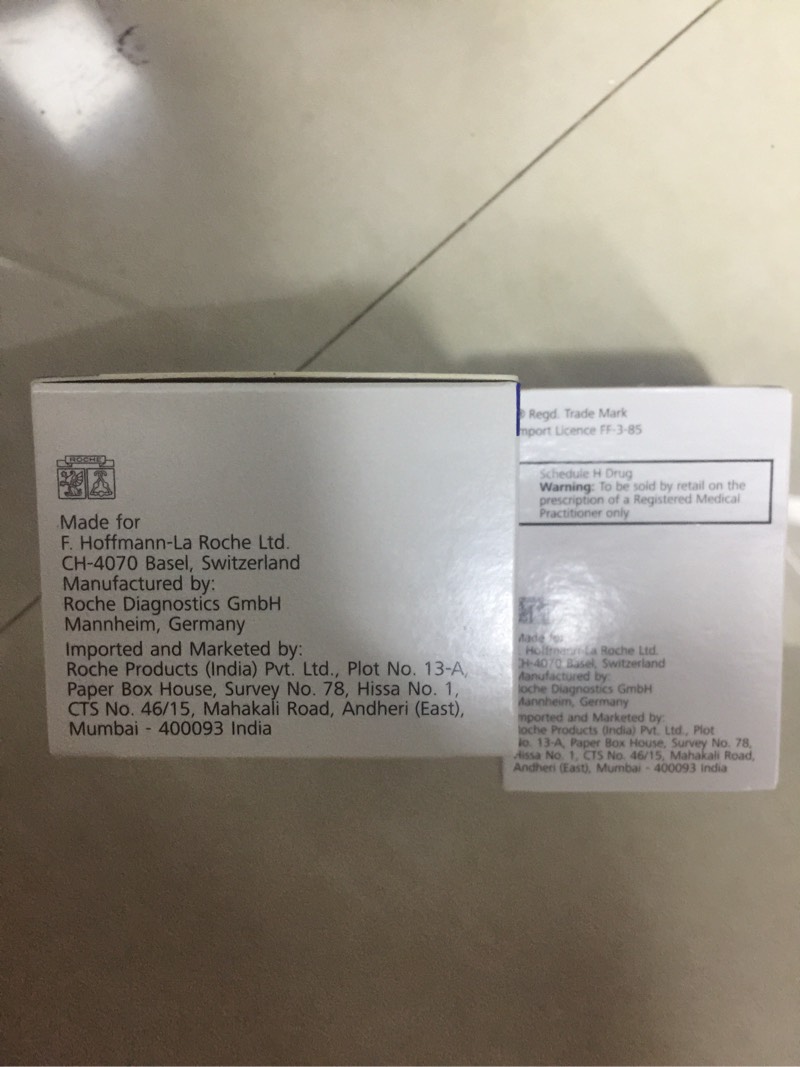 ROCHE
Made for
F. Hoffmann-La Roche Ltd.
CH-4070 Basel, Switzerland
Manufactured by:
Roche Diagnostics GmbH
Mannheim, Germany
Imported and Marketed by:
Roche Products (India) Pvt. Ltd., Plot No. 13-A,
Paper Box House, Survey No. 78, Hissa No. 1,
CTS No. 46/15, Mahakali Road, Andheri (East),
Mumbai - 400093 India
® Regd. Trade Mark
mport Licence FF-3-85
Schedule H Drug
Warning: To be sold by retail on the
prescription of a Registered Medical
Practitioner only
Made for
Hoffmann-La Roche Ltd.
H-4070 Basel, Switzerland
Manufactured by:
oche Diagnostics GmbH
Mannheim, Germany
mported and Marketed by:
oche Products (India) Pvt. Ltd., Plot
No. 13-A, Paper Box House, Survey No. 78,
Hissa No. 1, CTS No. 46/15, Mahakali Road,
Andheri (East), Mumbai - 400093 India